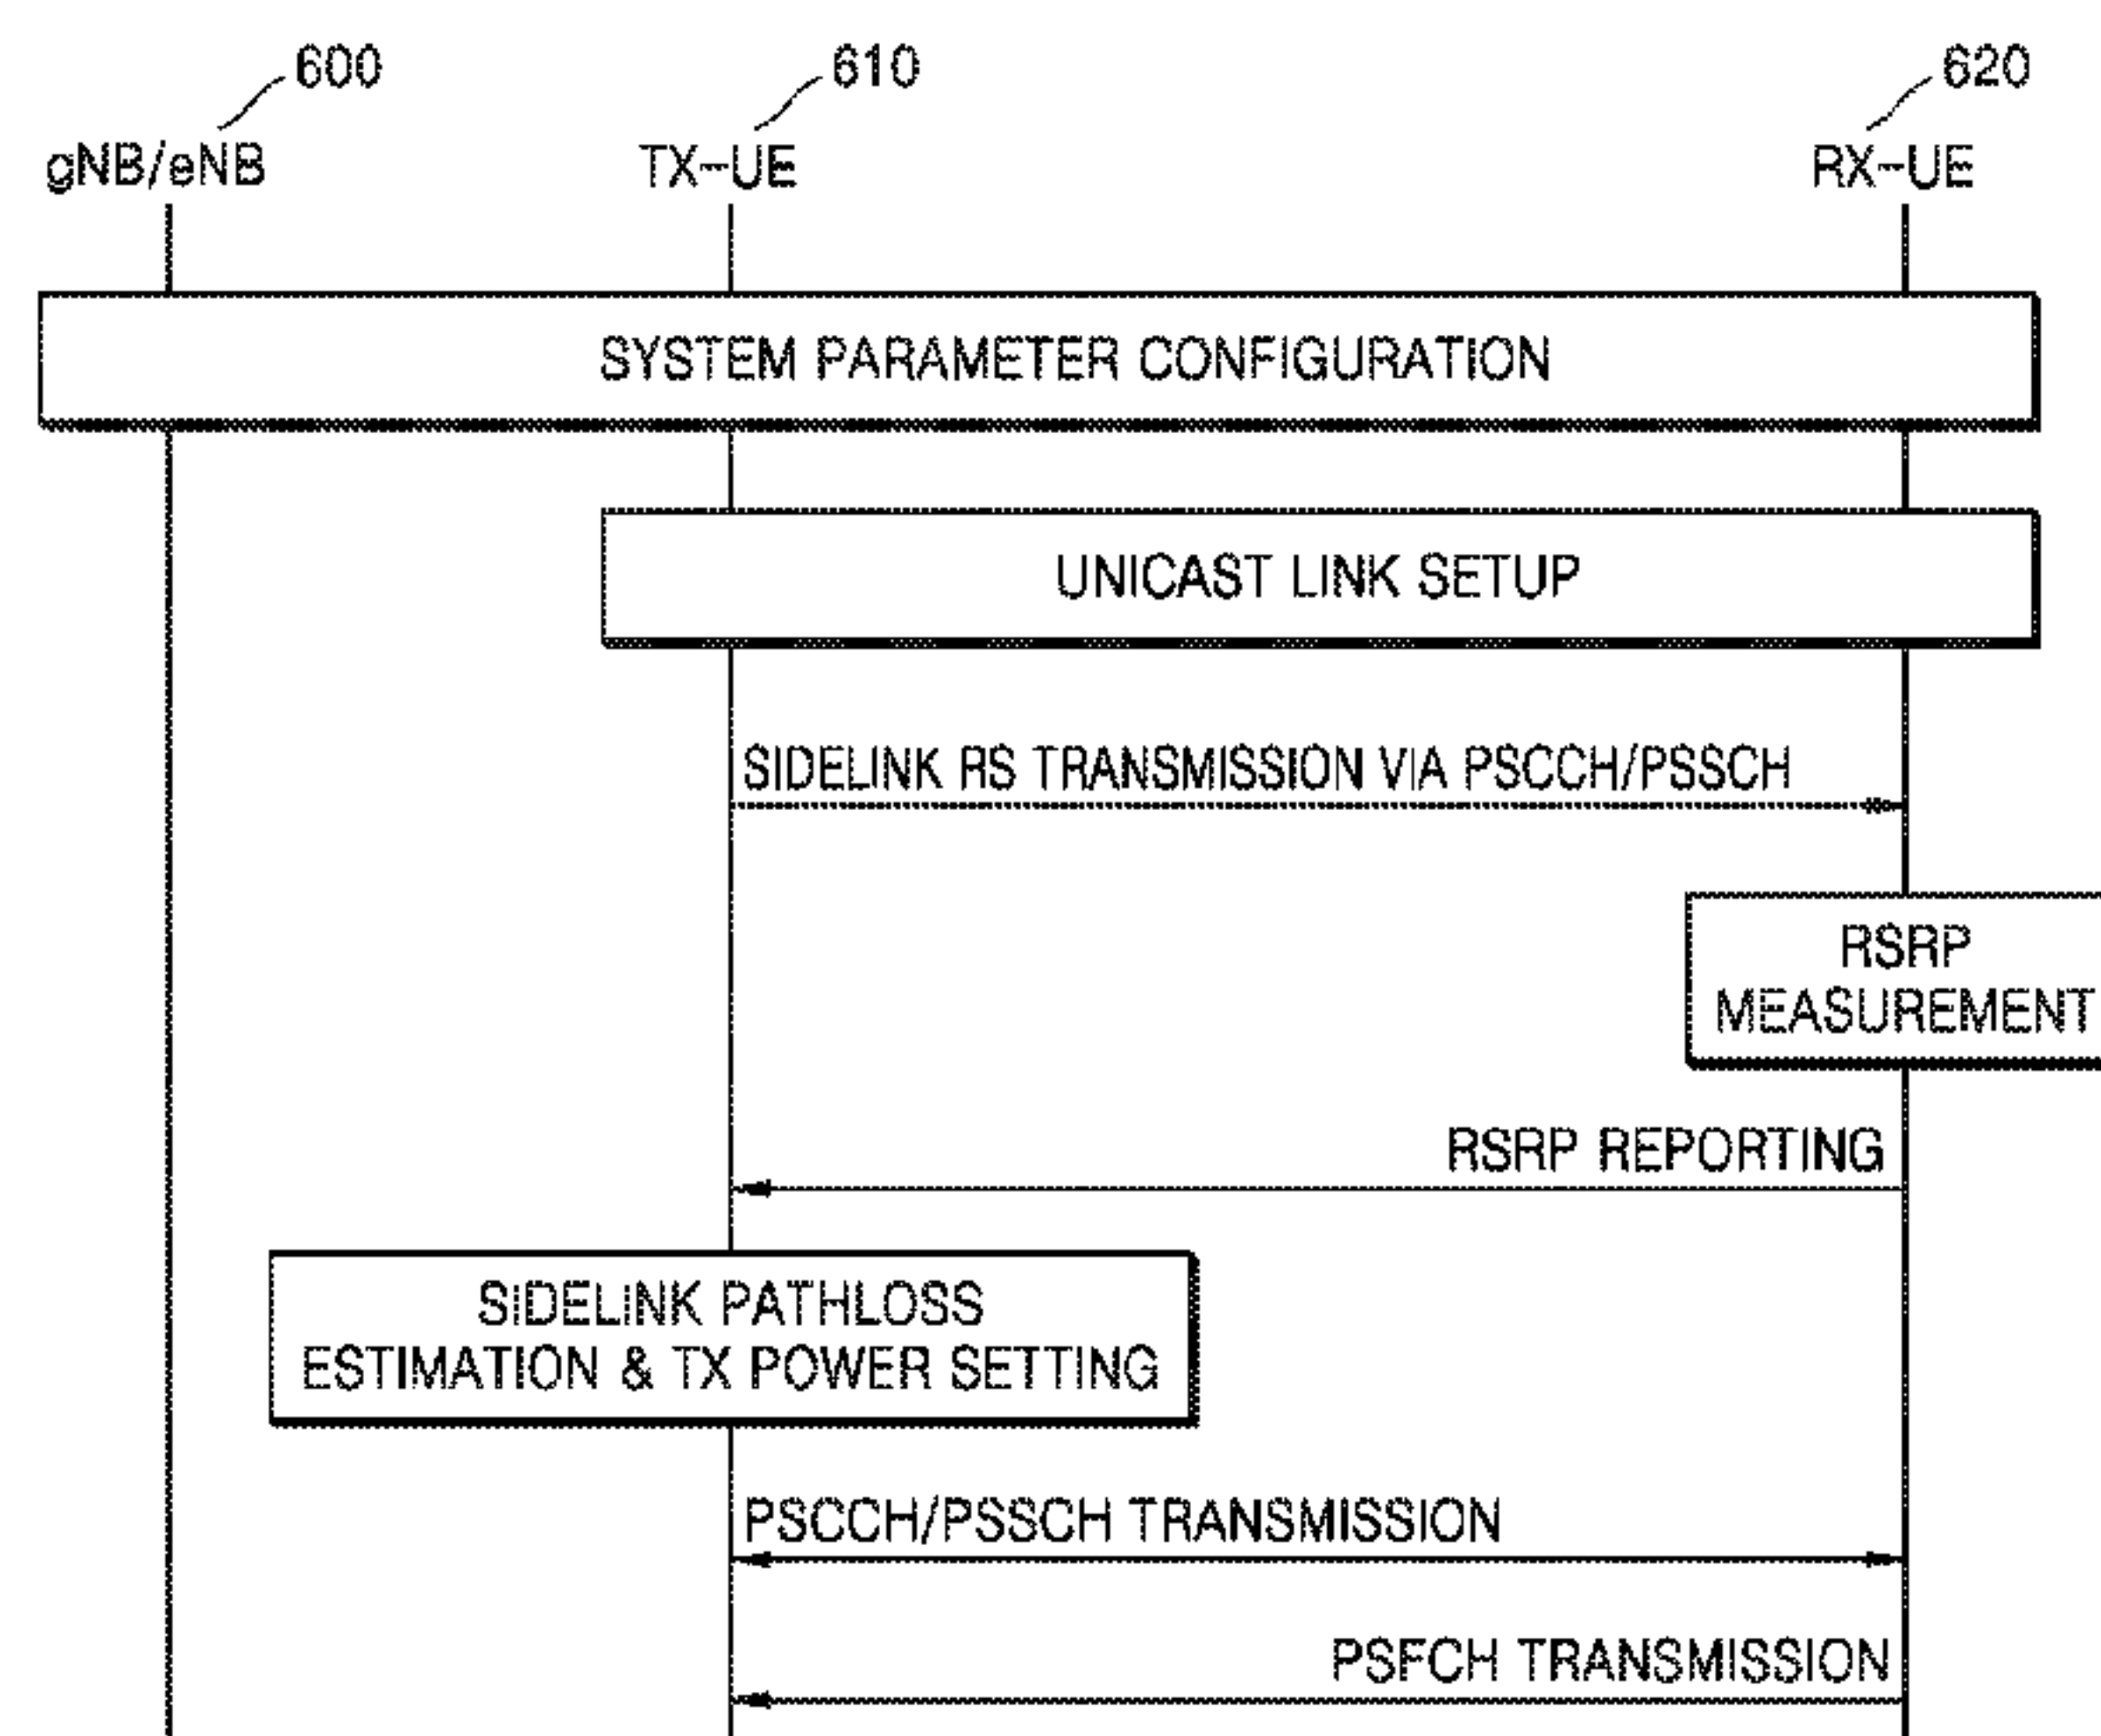 600
610
620
gNB/eNB
TX-UE
RX-UE
SYSTEM PARAMETER CONFIGURATION
UNICAST LINK SETUP
SIDELINK RS TRANSMISSION VIA PSCCH/PSSCH
RSRP
MEASUREMENT
RSRP REPORTING
SIDELINK PATHLOSS
ESTIMATION & TX POWER SETTING
PSCCH/PSSCH TRANSMISSION
PSFCH TRANSMISSION